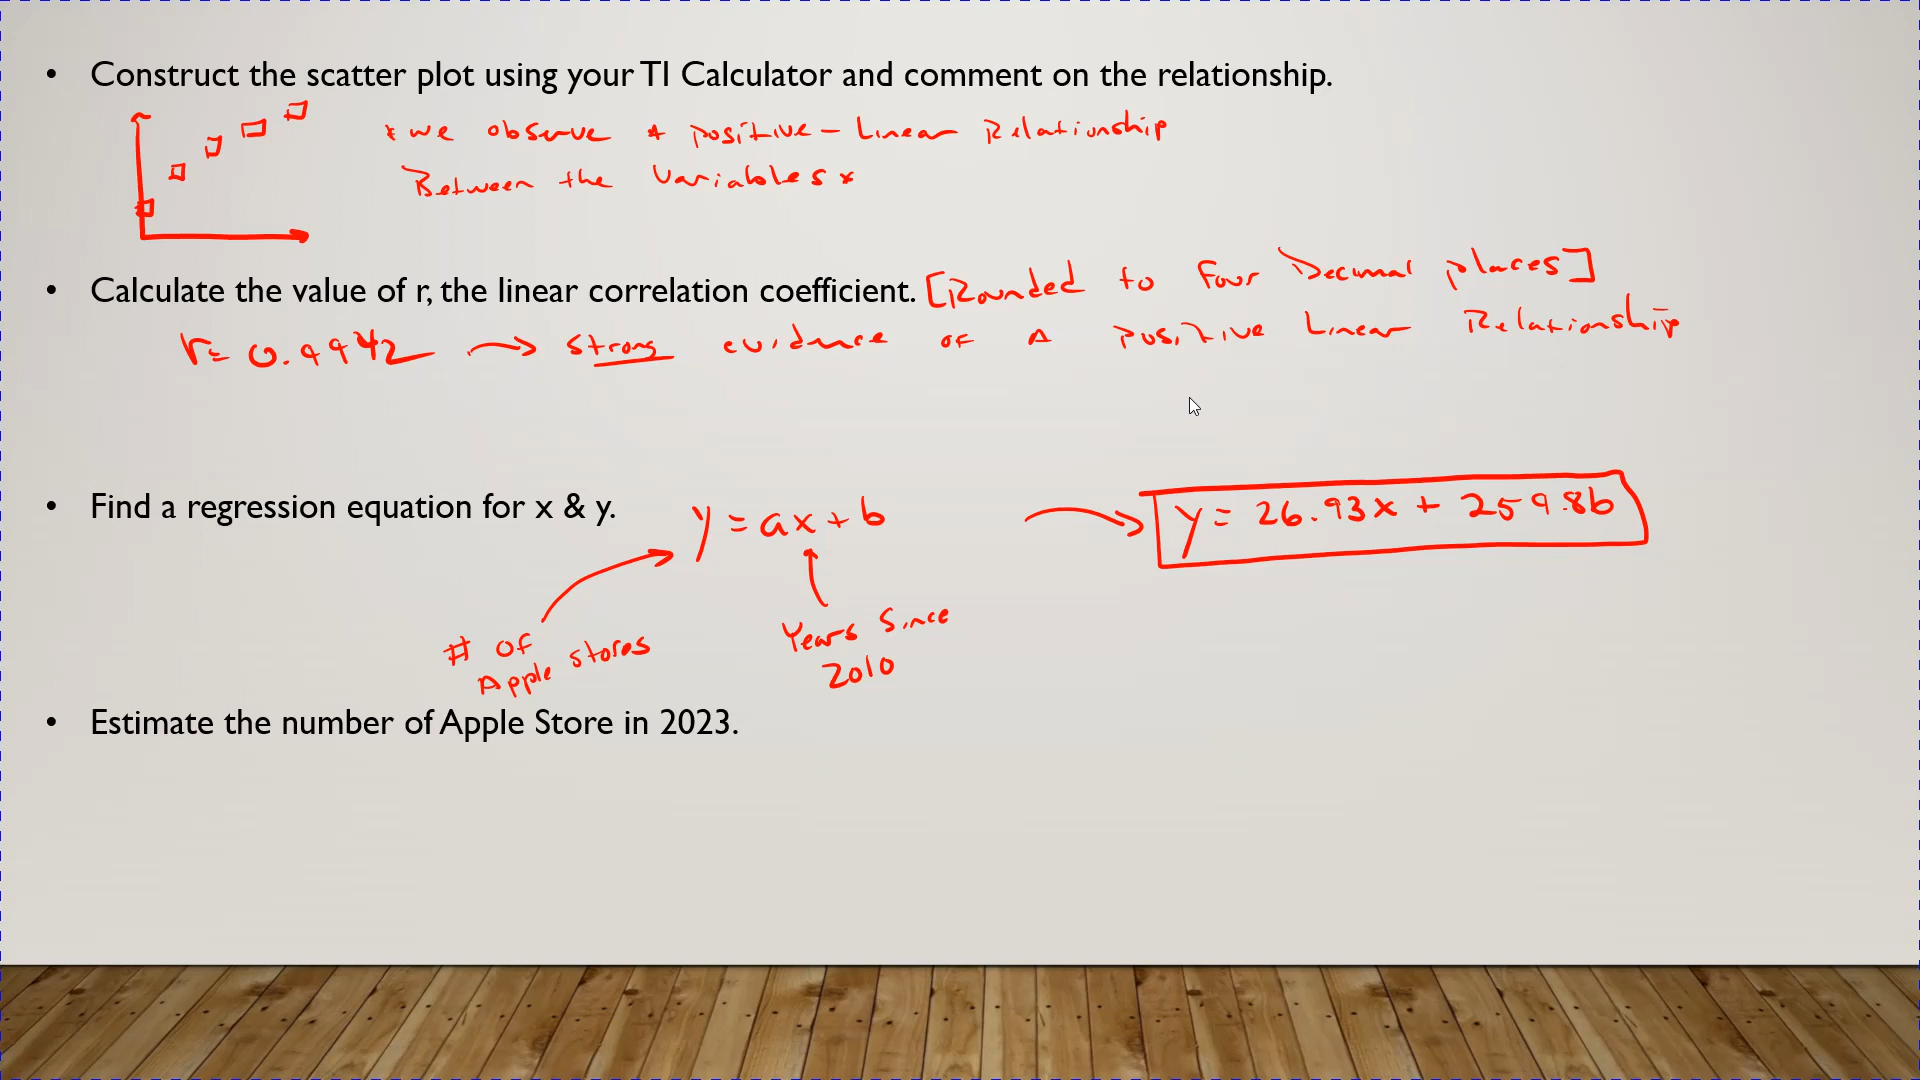 • Construct the scatter plot using your TI Calculator and comment on the relationship.
* we observe A positive - Linear Relationship
Between the Variables *
• Calculate the value of r, the linear correlation coefficient. [Rounded to Four Decimal places]
r = 0.9942 → strong evidence of A Positive Linear Relationship
• Find a regression equation for x & y. y = ax + b → y = 26.93x + 259.86
# of Apple Stores
Years Since
2010
• Estimate the number of Apple Store in 2023.